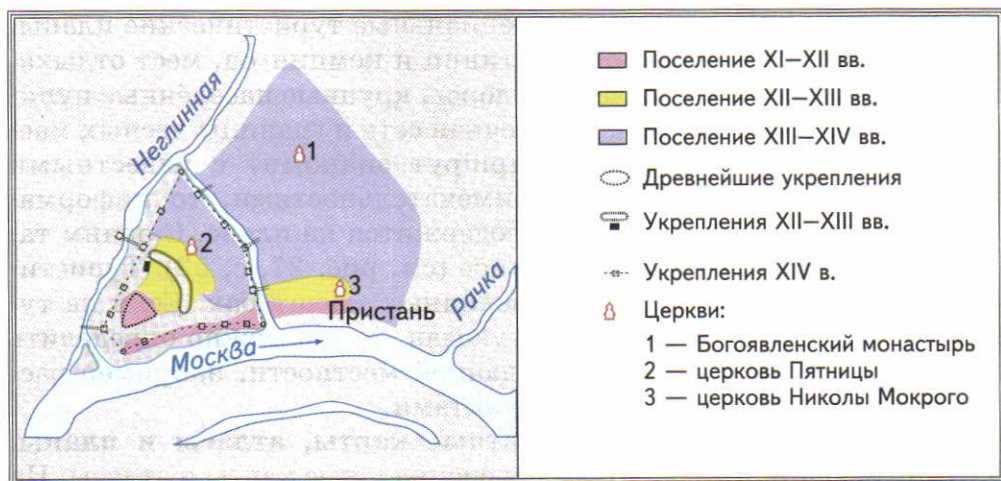 Неглинная
1
2
3
Пристань
Рачка
Москва
Поселение XI–XII вв.
Поселение XII–XIII вв.
Поселение XIII–XIV вв.
Древнейшие укрепления
Укрепления XII–XIII вв.
Укрепления XIV в.
Церкви:
1 — Богоявленский монастырь
2 — церковь Пятницы
3 — церковь Николы Мокрого